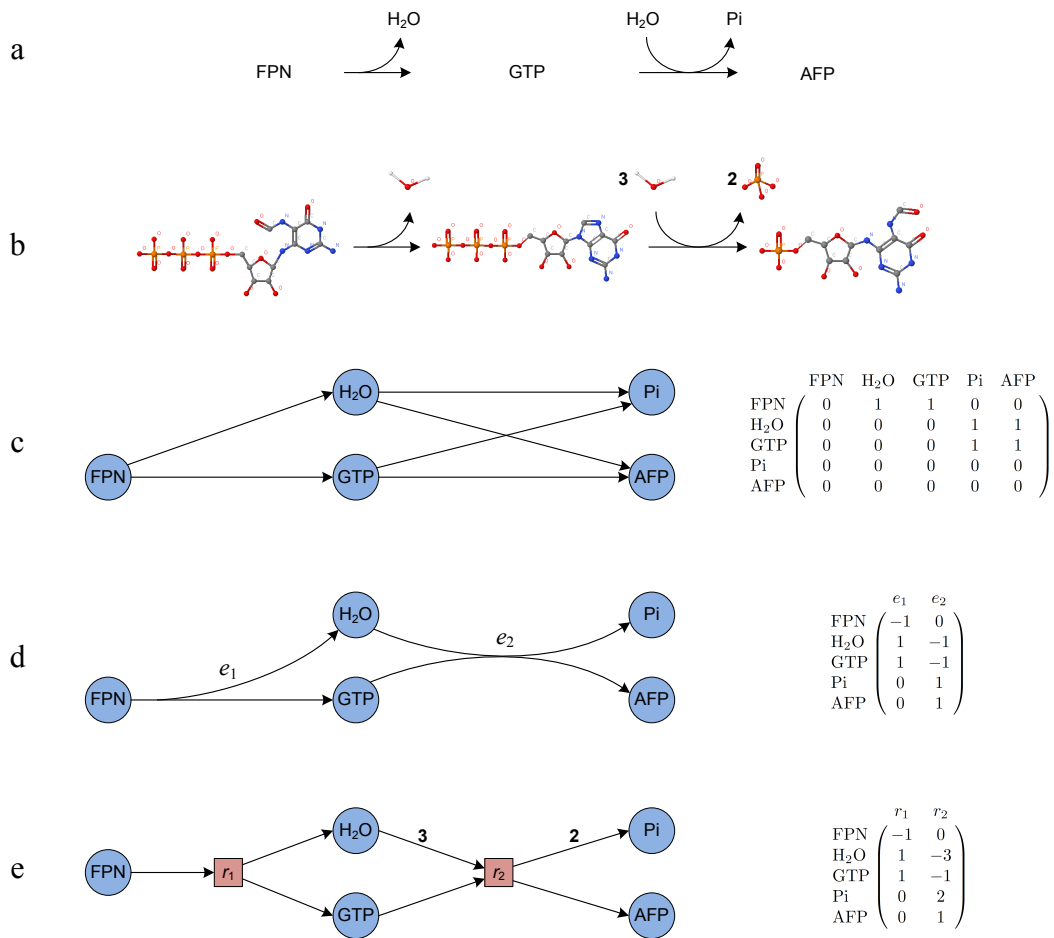 a
H₂O H₂O Pi
FPN GTP AFP
b
3 2
c
H₂O Pi
FPN GTP AFP
FPN H₂O GTP Pi AFP
FPN 0 1 1 0 0
H₂O 0 0 0 1 1
GTP 0 0 0 1 1
Pi 0 0 0 0 0
AFP 0 0 0 0 0
d
H₂O Pi
e₁ e₂
FPN GTP AFP
e₁ e₂
FPN −1 0
H₂O 1 −1
GTP 1 −1
Pi 0 1
AFP 0 1
e
H₂O 3 2 Pi
FPN r₁ r₂
GTP AFP
r₁ r₂
FPN −1 0
H₂O 1 −3
GTP 1 −1
Pi 0 2
AFP 0 1